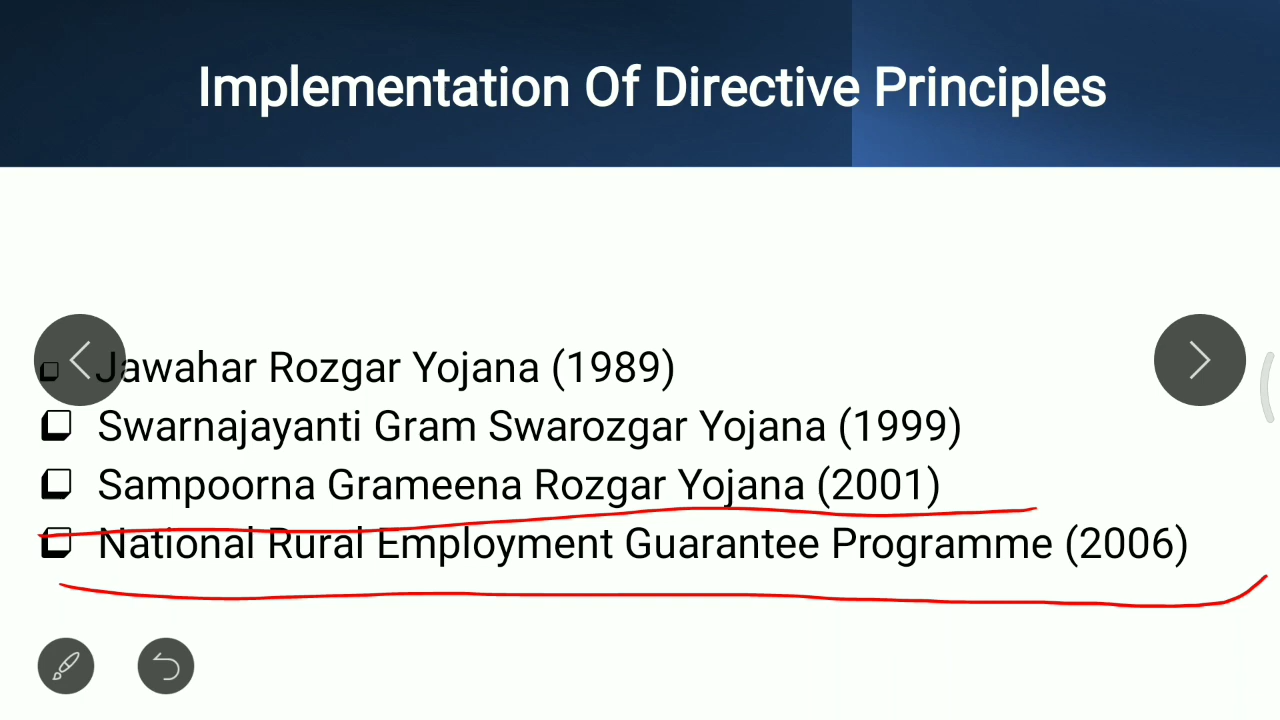 Implementation Of Directive Principles
Jawahar Rozgar Yojana (1989)
Swarnajayanti Gram Swarozgar Yojana (1999)
Sampoorna Grameena Rozgar Yojana (2001)
National Rural Employment Guarantee Programme (2006)